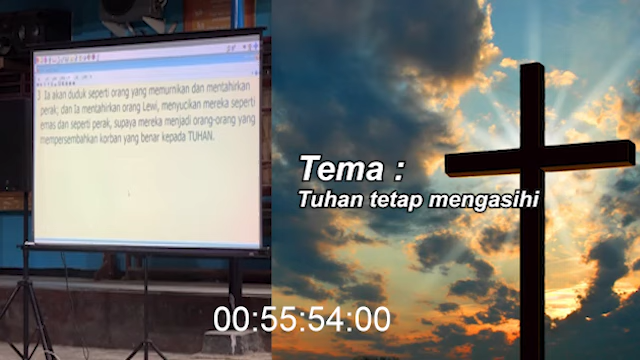 3 Ia akan duduk seperti orang yang memurnikan dan mentahirkan
perak; dan Ia mentahirkan orang Lewi, menyucikan mereka seperti
emas dan seperti perak, supaya mereka menjadi orang-orang yang
mempersembahkan korban yang benar kepada TUHAN.
Tema :
Tuhan tetap mengasihi
00:55:54:00